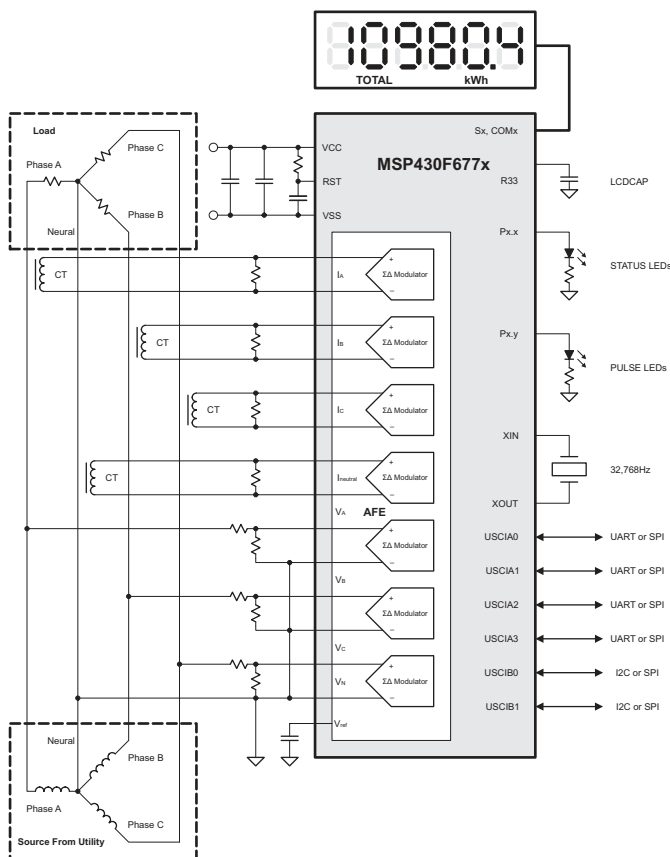 10980.4
TOTAL kWh
Load
Phase C
Phase A
Phase B
Neural
VCC
RST
VSS
MSP430F677x
Sx, COMx
R33
LCDCAP
Px.x
STATUS LEDs
Px.y
PULSE LEDs
XIN
32,768Hz
XOUT
CT
IA
+
ΣΔ Modulator
–
CT
IB
+
ΣΔ Modulator
–
CT
IC
+
ΣΔ Modulator
–
CT
Ineutral
+
ΣΔ Modulator
–
VA
AFE
+
ΣΔ Modulator
–
VB
+
ΣΔ Modulator
–
VC
+
VN
ΣΔ Modulator
–
Vref
USCIA0 UART or SPI
USCIA1 UART or SPI
USCIA2 UART or SPI
USCIA3 UART or SPI
USCIB0 I2C or SPI
USCIB1 I2C or SPI
Neural
Phase B
Phase A
Phase C
Source From Utility